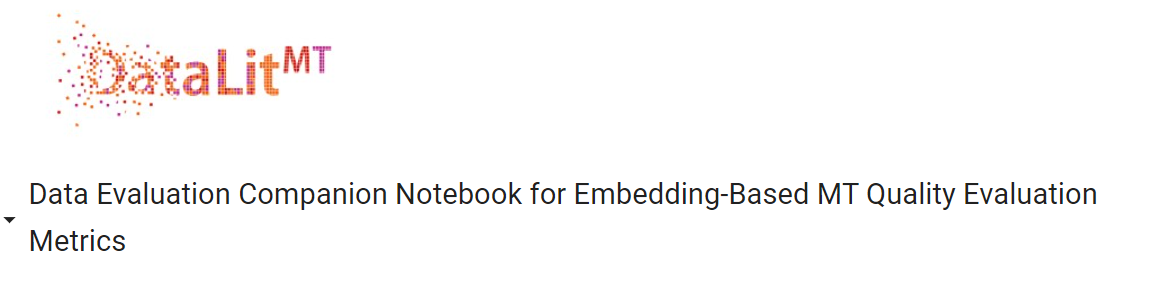 DataLitMT
Data Evaluation Companion Notebook for Embedding-Based MT Quality Evaluation
Metrics